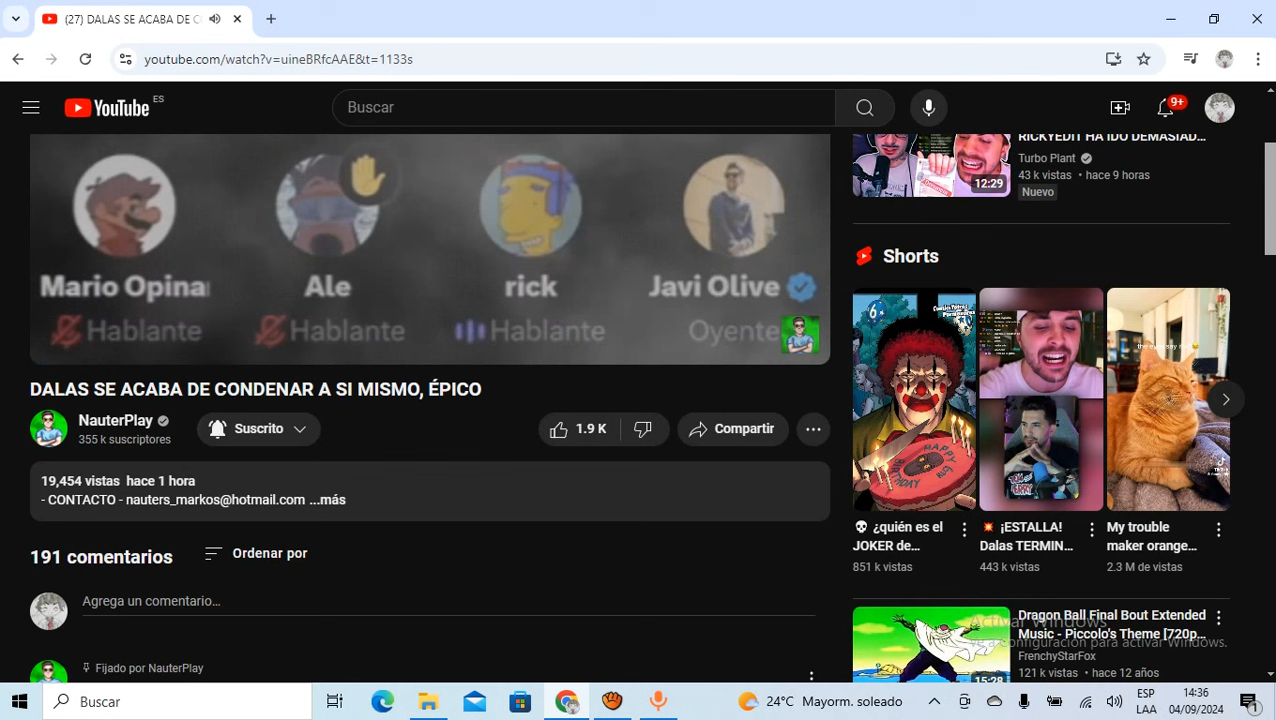 (27) DALAS SE ACABA DE C
youtube.com/watch?v=uineBRfcAAE&t=1133s
YouTube ES
Buscar
9+
Mario Opina
Ale
rick
Javi Olive
Hablante
Hablante
Hablante
Oyente
DALAS SE ACABA DE CONDENAR A SI MISMO, ÉPICO
NauterPlay
355 k suscriptores
Suscrito
1.9 K
Compartir
19,454 vistas hace 1 hora
- CONTACTO - nauters_markos@hotmail.com ...más
191 comentarios
Ordenar por
Agrega un comentario...
Fijado por NauterPlay
RICKYEDIT HA IDO DEMASIAD...
Turbo Plant
43 k vistas • hace 9 horas
Nuevo
12:29
Shorts
6
HAPPY
💀 ¿quién es el
JOKER de...
851 k vistas
💥 ¡ESTALLA!
Dalas TERMIN...
443 k vistas
My trouble
maker orange...
2.3 M de vistas
Dragon Ball Final Bout Extended
Music - Piccolo's Theme [720p...
FrenchyStarFox
121 k vistas • hace 12 años
15:28
Activar Windows
Ve a Configuración para activar Windows.
Buscar
24°C Mayorm. soleado
ESP
LAA
14:36
04/09/2024
1